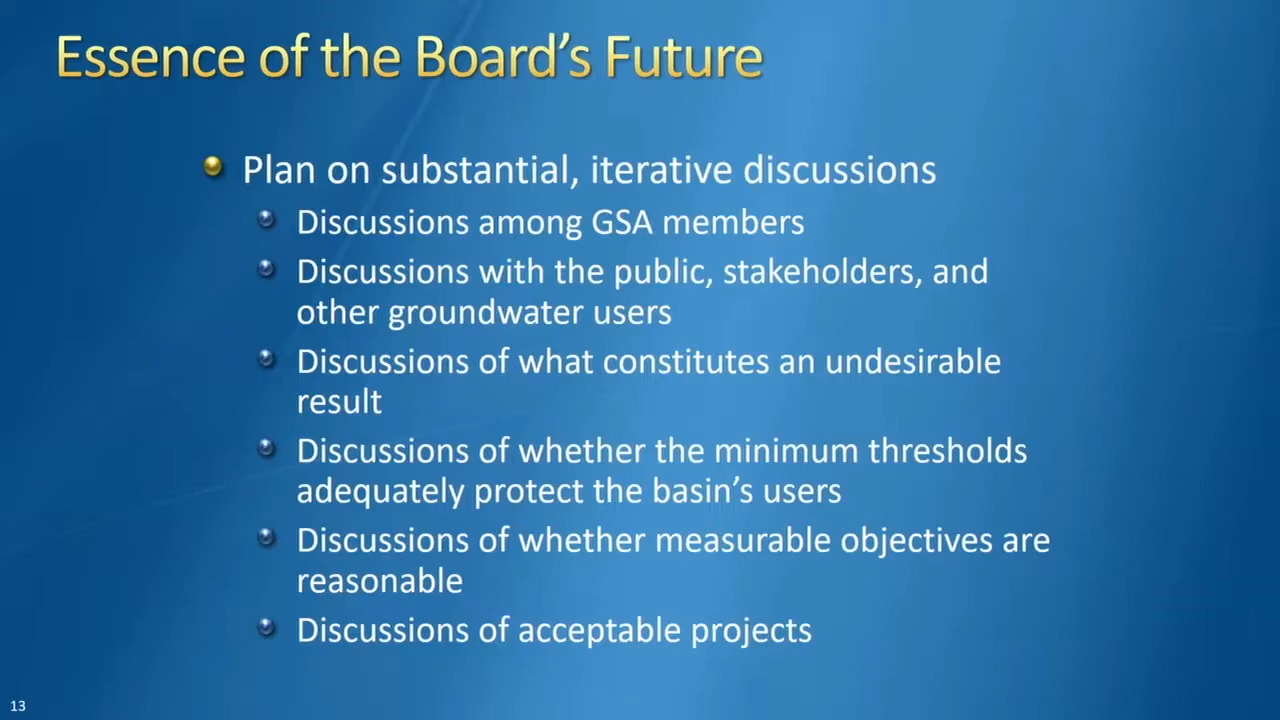 Essence of the Board's Future
Plan on substantial, iterative discussions
Discussions among GSA members
Discussions with the public, stakeholders, and
other groundwater users
Discussions of what constitutes an undesirable
result
Discussions of whether the minimum thresholds
adequately protect the basin's users
Discussions of whether measurable objectives are
reasonable
Discussions of acceptable projects
13